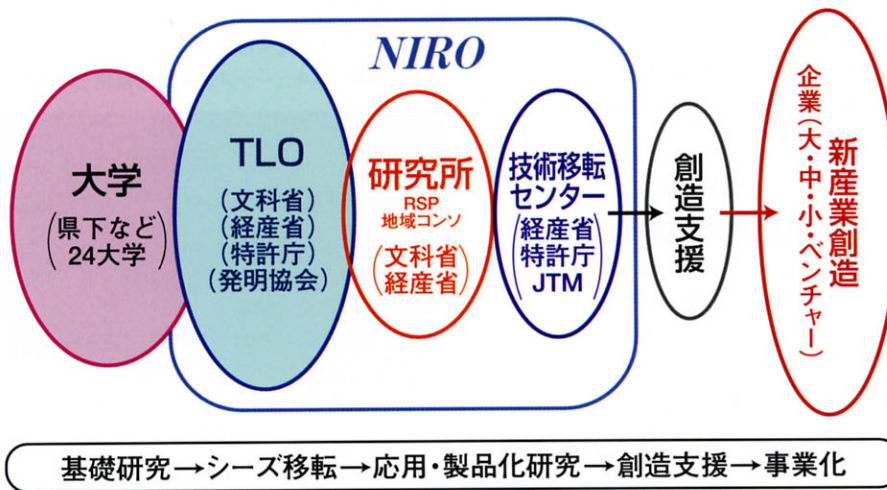 NIRO
大学
(県下など
24大学)
TLO
(文科省)
(経産省)
(特許庁)
(発明協会)
研究所
RSP
地域コンソ
(文科省
経産省)
技術移転
センター
(経産省
特許庁
JTM)
創造支援
新産業創造
企業(大・中・小・ベンチャー)
基礎研究→シーズ移転→応用・製品化研究→創造支援→事業化